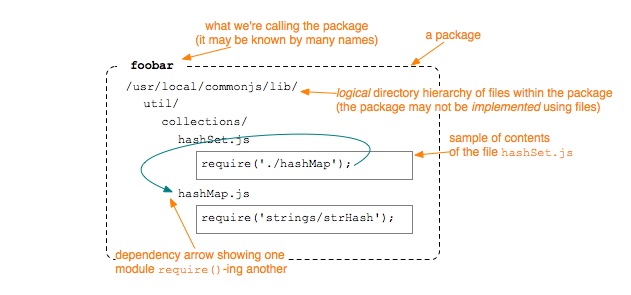 what we're calling the package
(it may be known by many names)
a package
foobar
/usr/local/commonjs/lib/
logical directory hierarchy of files within the package
(the package may not be implemented using files)
util/
collections/
hashSet.js
sample of contents
of the file hashSet.js
require('./hashMap');
hashMap.js
require('strings/strHash');
dependency arrow showing one
module require()-ing another